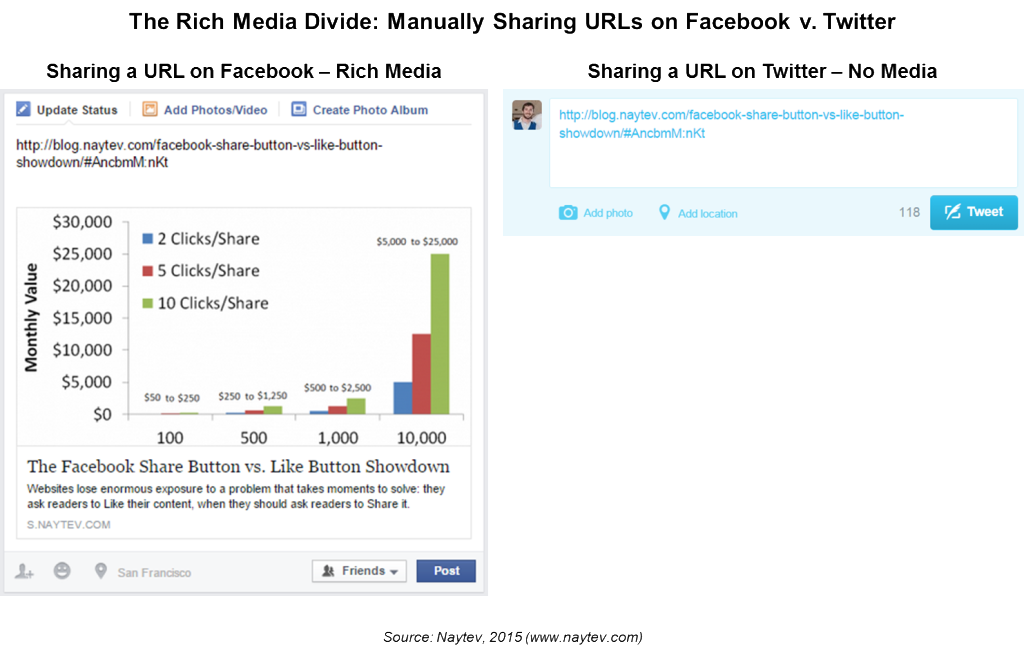 The Rich Media Divide: Manually Sharing URLs on Facebook v. Twitter
Sharing a URL on Facebook – Rich Media
Update Status
Add Photos/Video
Create Photo Album
http://blog.naytev.com/facebook-share-button-vs-like-button-
showdown/#AncbmM:nKt
$30,000
$25,000
$20,000
$15,000
$10,000
$5,000
$0
Monthly Value
2 Clicks/Share
5 Clicks/Share
10 Clicks/Share
$50 to $250
$250 to $1,250
$500 to $2,500
$5,000 to $25,000
100
500
1,000
10,000
The Facebook Share Button vs. Like Button Showdown
Websites lose enormous exposure to a problem that takes moments to solve: they
ask readers to Like their content, when they should ask readers to Share it.
S.NAYTEV.COM
San Francisco
Friends
Post
Sharing a URL on Twitter – No Media
http://blog.naytev.com/facebook-share-button-vs-like-button-
showdown/#AncbmM:nKt
Add photo
Add location
118
Tweet
Source: Naytev, 2015 (www.naytev.com)